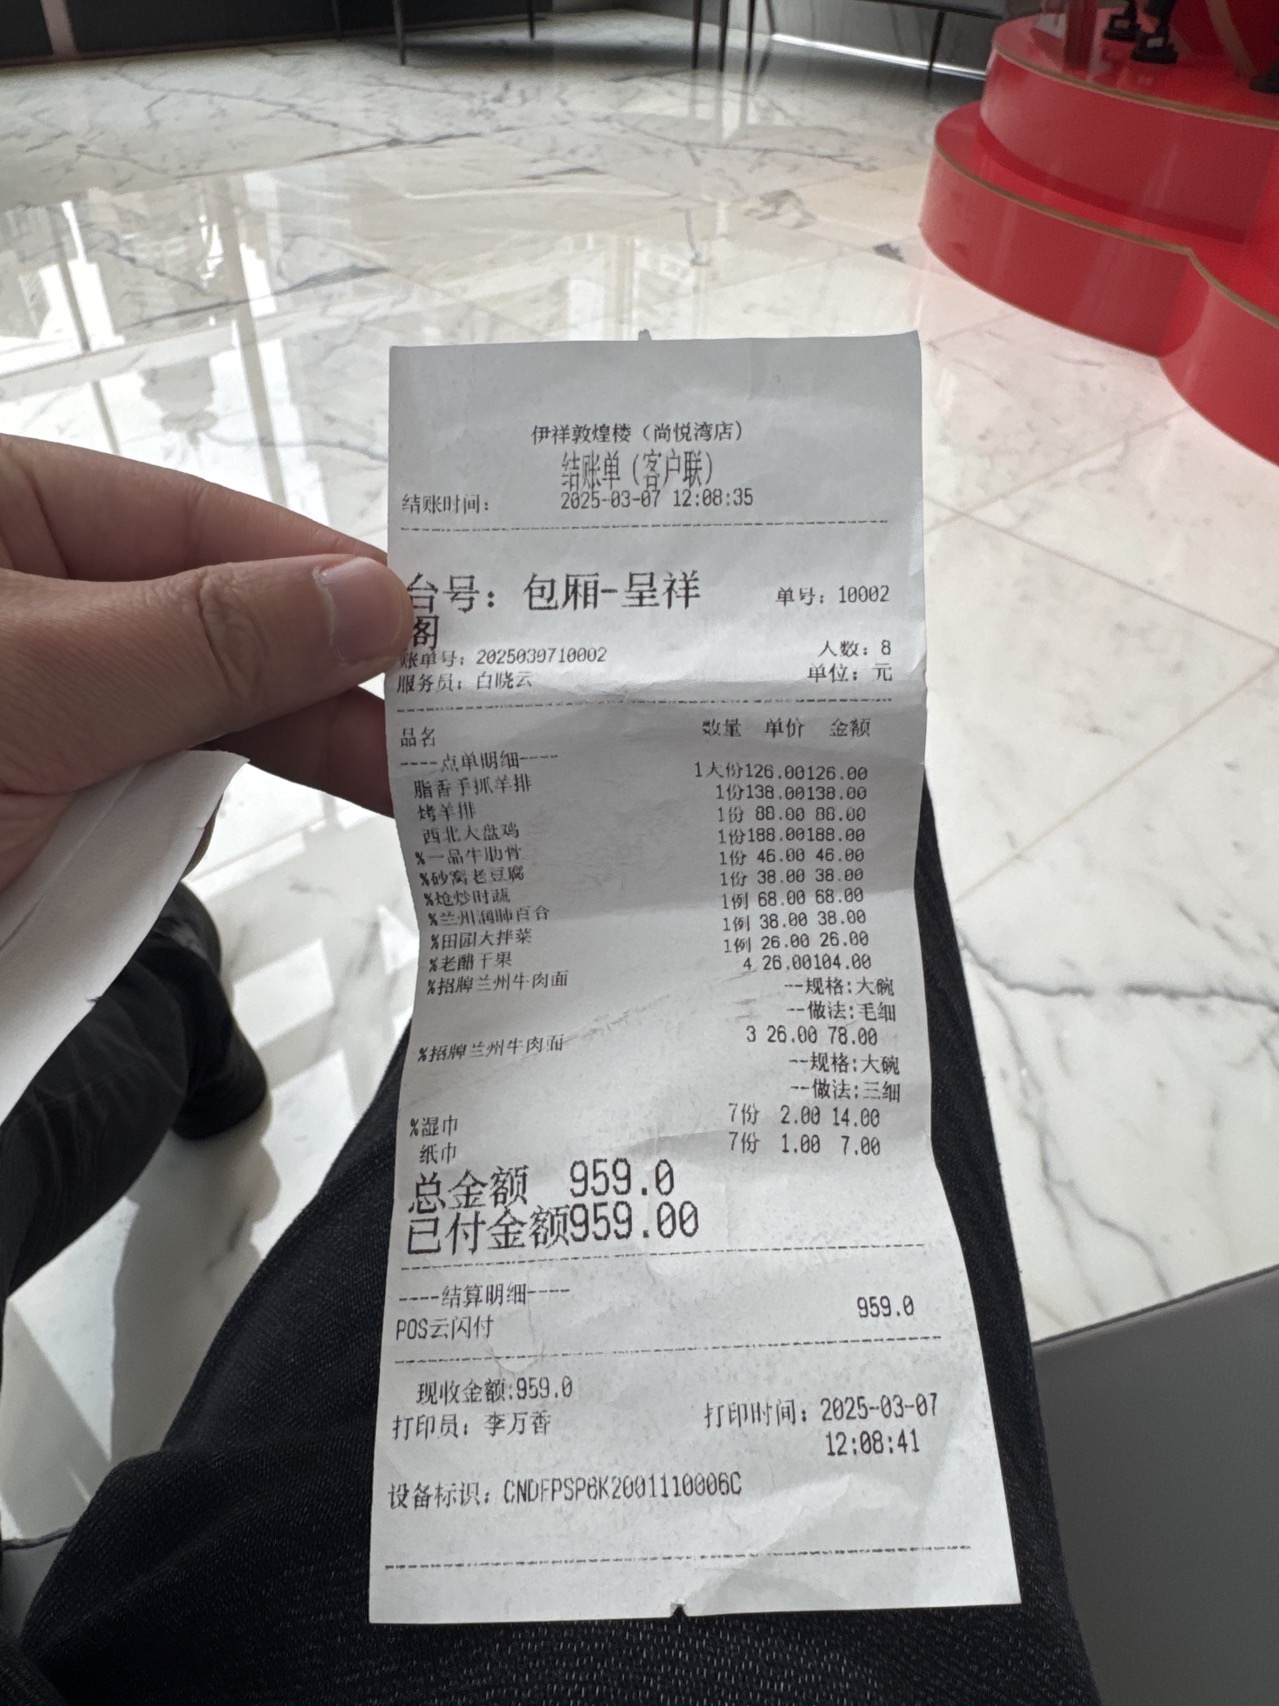 伊祥敦煌楼（尚悦湾店）
结账单（客户联）
结账时间： 2025-03-07 12:08:35
台号：包厢-呈祥 单号：10002
阁
账单号：2025030710002 人数：8
服务员：白晓云 单位：元
品名 数量 单价 金额
----点单明细----
脂香手抓羊排 1大份126.00126.00
烤羊排 1份138.00138.00
西北大盘鸡 1份 88.00 88.00
%一品牛肋骨 1份188.00188.00
%砂窝老豆腐 1份 46.00 46.00
%炝炒时蔬 1份 38.00 38.00
%兰州润肺百合 1例 68.00 68.00
%田园大拌菜 1例 38.00 38.00
%老醋干果 1例 26.00 26.00
%招牌兰州牛肉面 4 26.00104.00
--规格:大碗
--做法:毛细
%招牌兰州牛肉面 3 26.00 78.00
--规格:大碗
--做法:三细
%湿巾 7份 2.00 14.00
纸巾 7份 1.00 7.00
总金额 959.0
已付金额959.00
----结算明细----
POS云闪付 959.0
现收金额:959.0
打印员：李万香 打印时间：2025-03-07
12:08:41
设备标识：CNDFPSP8K2001110006C